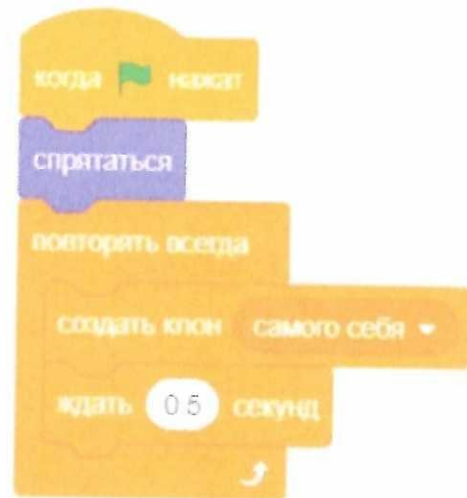 когда нажат
спрятаться
повторять всегда
создать клон самого себя
ждать 0.5 секунд